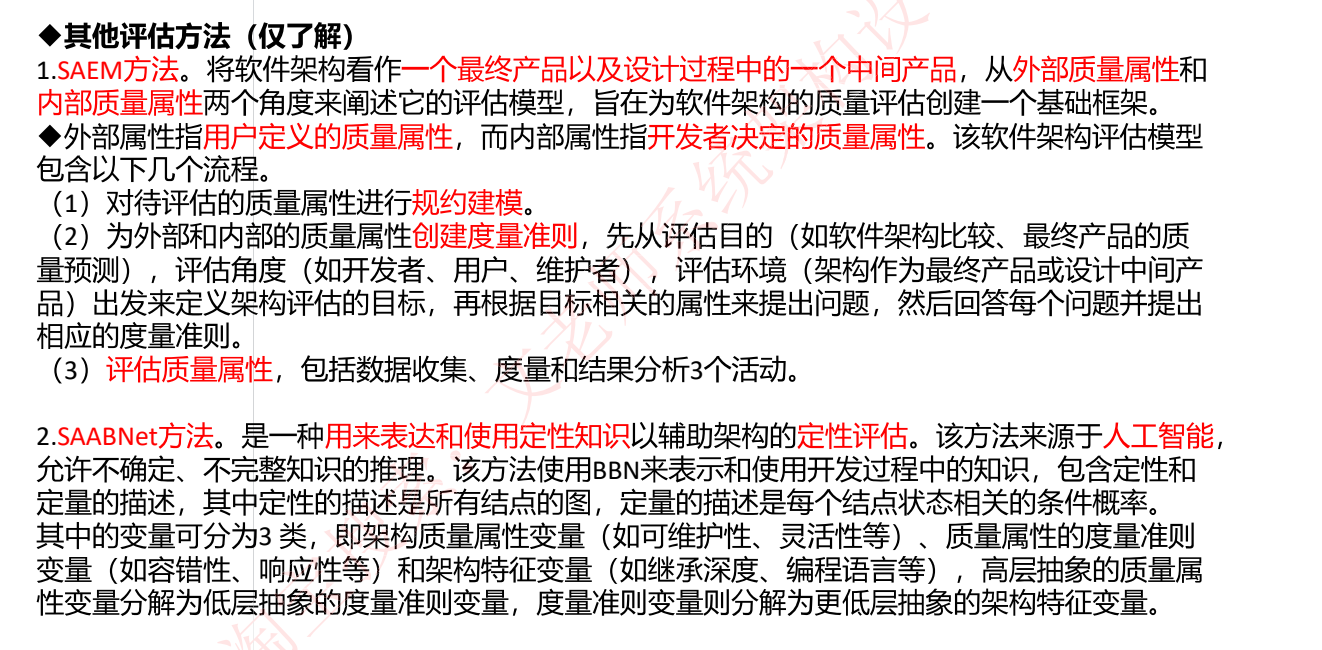 ◆其他评估方法（仅了解）
1.SAEM方法。将软件架构看作一个最终产品以及设计过程中的一个中间产品，从外部质量属性和
内部质量属性两个角度来阐述它的评估模型，旨在为软件架构的质量评估创建一个基础框架。
◆外部属性指用户定义的质量属性，而内部属性指开发者决定的质量属性。该软件架构评估模型
包含以下几个流程。
（1）对待评估的质量属性进行规约建模。
（2）为外部和内部的质量属性创建度量准则，先从评估目的（如软件架构比较、最终产品的质
量预测），评估角度（如开发者、用户、维护者），评估环境（架构作为最终产品或设计中间产
品）出发来定义架构评估的目标，再根据目标相关的属性来提出问题，然后回答每个问题并提出
相应的度量准则。
（3）评估质量属性，包括数据收集、度量和结果分析3个活动。
2.SAABNet方法。是一种用来表达和使用定性知识以辅助架构的定性评估。该方法来源于人工智能，
允许不确定、不完整知识的推理。该方法使用BBN来表示和使用开发过程中的知识，包含定性和
定量的描述，其中定性的描述是所有结点的图，定量的描述是每个结点状态相关的条件概率。
其中的变量可分为3 类，即架构质量属性变量（如可维护性、灵活性等）、质量属性的度量准则
变量（如容错性、响应性等）和架构特征变量（如继承深度、编程语言等），高层抽象的质量属
性变量分解为低层抽象的度量准则变量，度量准则变量则分解为更低层抽象的架构特征变量。
文老师系统架构设